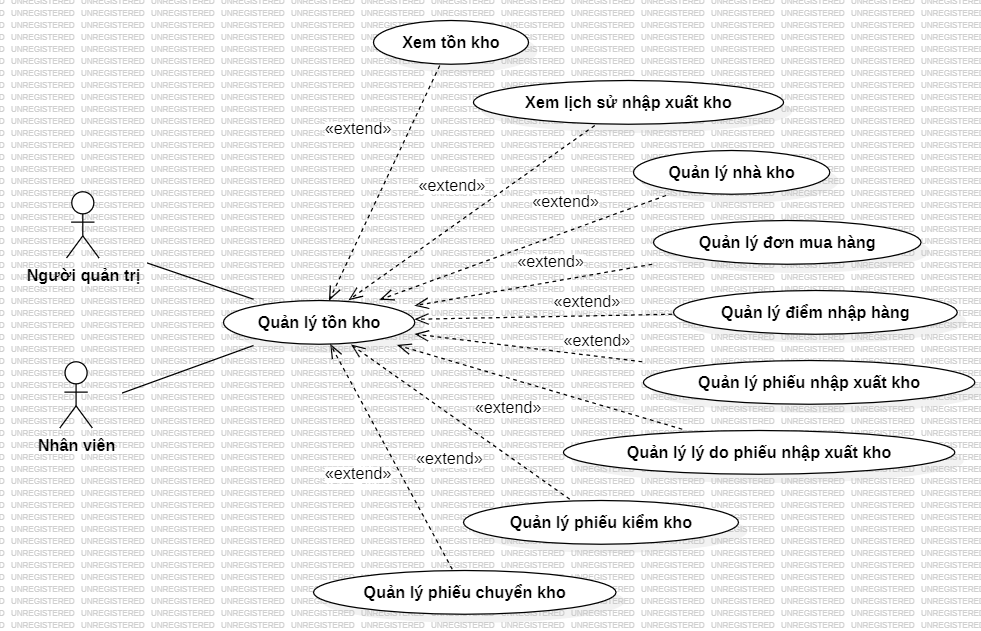 Xem tồn kho
Xem lịch sử nhập xuất kho
«extend»
Quản lý nhà kho
«extend»
«extend»
Quản lý đơn mua hàng
«extend»
Người quản trị
«extend»
Quản lý điểm nhập hàng
Quản lý tồn kho
«extend»
Quản lý phiếu nhập xuất kho
«extend»
Nhân viên
Quản lý lý do phiếu nhập xuất kho
«extend»
«extend»
Quản lý phiếu kiểm kho
Quản lý phiếu chuyển kho
UNREGISTERED